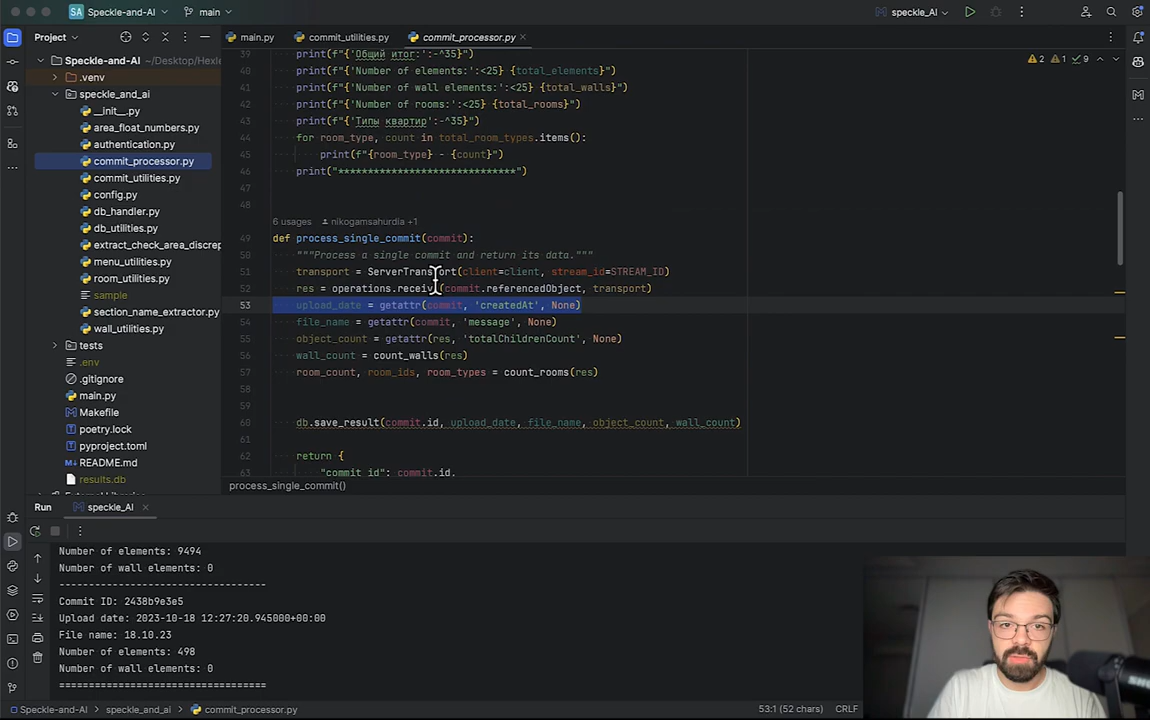 SA Speckle-and-AI main speckle_AI
Project main.py commit_utilities.py commit_processor.py
Speckle-and-AI ~/Desktop/Hexle
.venv
speckle_and_ai
__init__.py
area_float_numbers.py
authentication.py
commit_processor.py
commit_utilities.py
config.py
db_handler.py
db_utilities.py
extract_check_area_discrep
menu_utilities.py
room_utilities.py
sample
section_name_extractor.py
wall_utilities.py
tests
.env
.gitignore
main.py
Makefile
poetry.lock
pyproject.toml
README.md
results.db
2 1 9
39 print(f"{'Общий итог:':-^35}")
40 print(f"{'Number of elements:':<25} {total_elements}")
41 print(f"{'Number of wall elements:':<25} {total_walls}")
42 print(f"{'Number of rooms:':<25} {total_rooms}")
43 print(f"{'Типы квартир':-^35}")
44 for room_type, count in total_room_types.items():
45 print(f"{room_type} - {count}")
46 print("******************************")
47
48
6 usages nikogamsahurdia +1
49 def process_single_commit(commit):
50 """Process a single commit and return its data."""
51 transport = ServerTransport(client=client, stream_id=STREAM_ID)
52 res = operations.receive(commit.referencedObject, transport)
53 upload_date = getattr(commit, 'createdAt', None)
54 file_name = getattr(commit, 'message', None)
55 object_count = getattr(res, 'totalChildrenCount', None)
56 wall_count = count_walls(res)
57 room_count, room_ids, room_types = count_rooms(res)
58
59
60 db.save_result(commit.id, upload_date, file_name, object_count, wall_count)
61
62 return {
63 "commit_id": commit.id,
process_single_commit()
Run speckle_AI
Number of elements: 9494
Number of wall elements: 0
----------------------------------
Commit ID: 2438b9e3e5
Upload date: 2023-10-18 12:27:20.945000+00:00
File name: 18.10.23
Number of elements: 498
Number of wall elements: 0
==================================
Speckle-and-AI speckle_and_ai commit_processor.py 53:1 (52 chars) CRLF